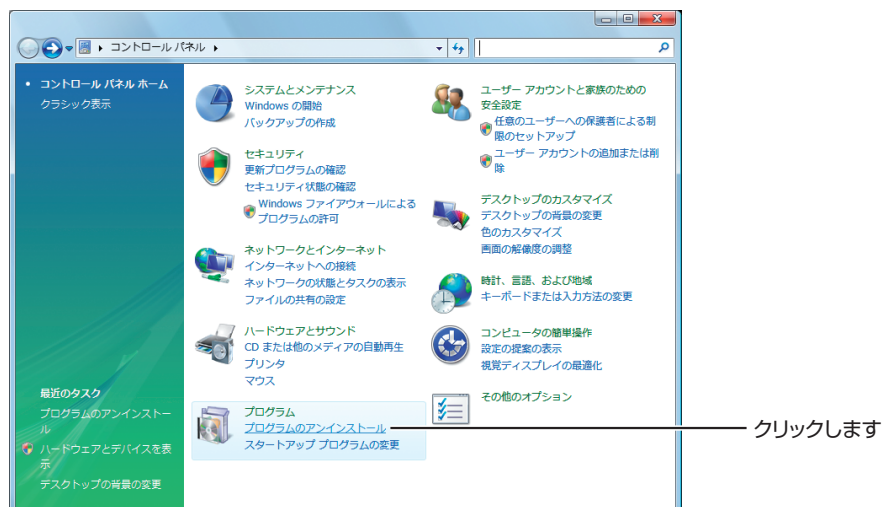 コントロール パネル
コントロール パネル ホーム
クラシック表示
最近のタスク
プログラムのアンインストー
ル
ハードウェアとデバイスを表
示
デスクトップの背景の変更
システムとメンテナンス
Windows の開始
バックアップの作成
セキュリティ
更新プログラムの確認
セキュリティ状態の確認
Windows ファイアウォールによる
プログラムの許可
ネットワークとインターネット
インターネットへの接続
ネットワークの状態とタスクの表示
ファイルの共有の設定
ハードウェアとサウンド
CD または他のメディアの自動再生
プリンタ
マウス
プログラム
プログラムのアンインストール
スタートアップ プログラムの変更
ユーザー アカウントと家族のための
安全設定
任意のユーザーへの保護者による制
限のセットアップ
ユーザー アカウントの追加または削
除
デスクトップのカスタマイズ
デスクトップの背景の変更
色のカスタマイズ
画面の解像度の調整
時計、言語、および地域
キーボードまたは入力方法の変更
コンピュータの簡単操作
設定の提案の表示
視覚ディスプレイの最適化
その他のオプション
クリックします